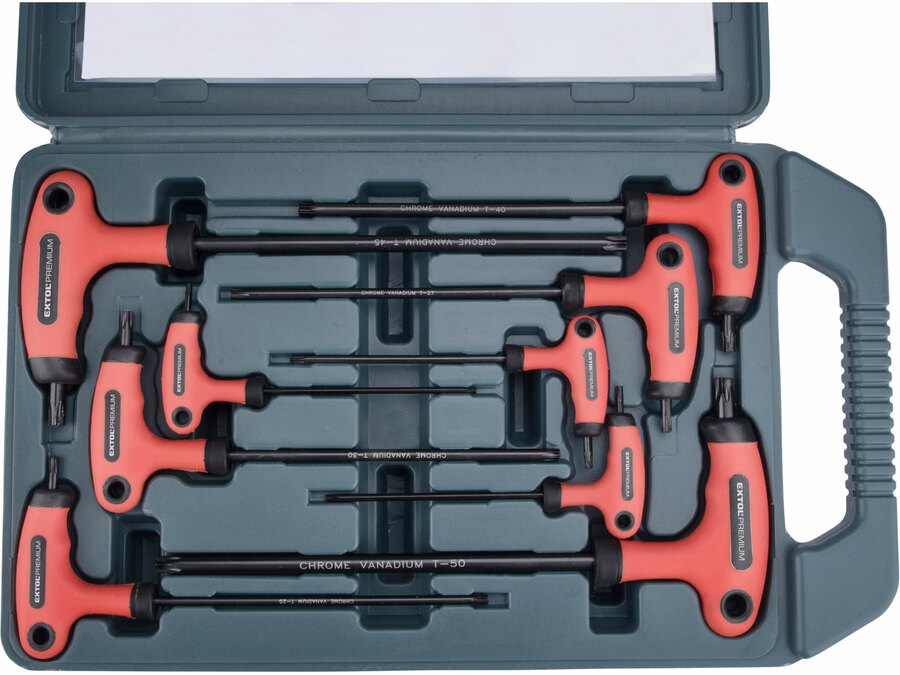 CHROME VANADIUM T-40
EXTOL PREMIUM
CHROME VANADIUM T-45
EXTOL PREMIUM
CHROME-VANADIUM T-27
EXTOL PREMIUM
EXTOL PREMIUM
EXTOL PREMIUM
EXTOL PREMIUM
CHROME VANADIUM T-30
EXTOL PREMIUM
EXTOL PREMIUM
CHROME VANADIUM T-50
EXTOL PREMIUM
CHROME VANADIUM T-25